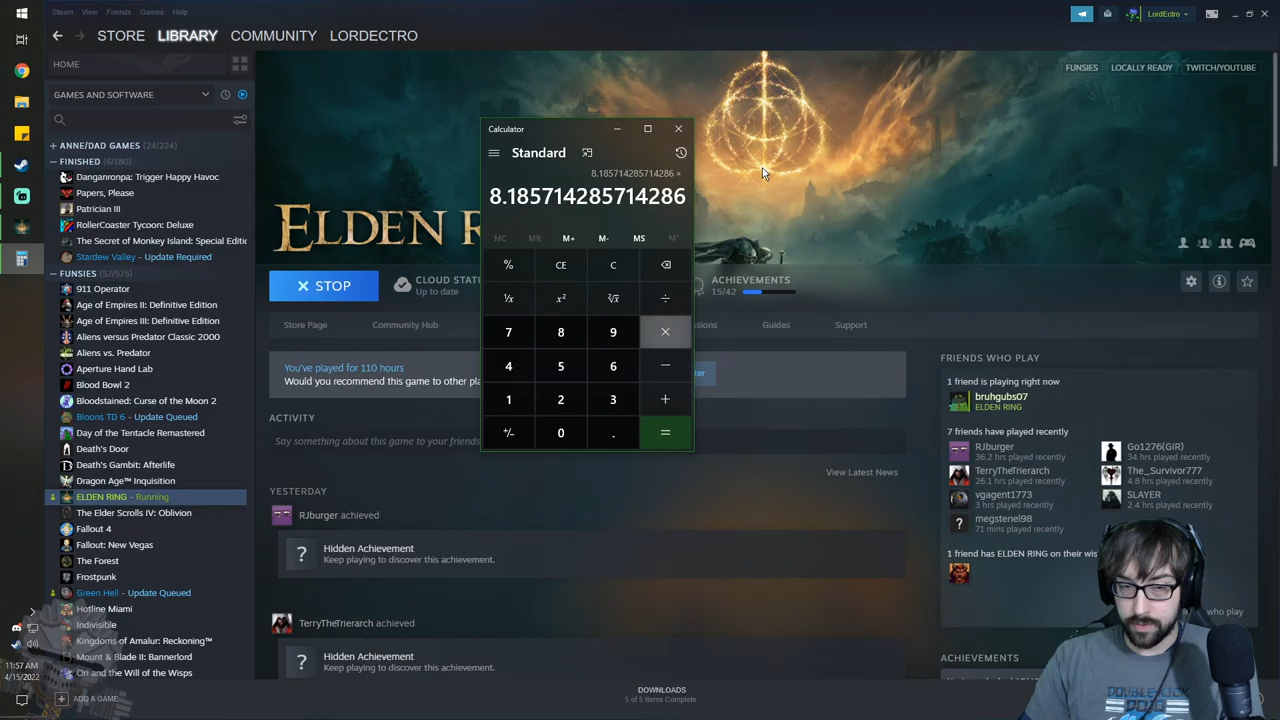 Steam View Friends Games Help
LordEctro
STORE LIBRARY COMMUNITY LORDECTRO
HOME
GAMES AND SOFTWARE
+ ANNE/DAD GAMES (24/224)
— FINISHED (6/180)
Danganronpa: Trigger Happy Havoc
Papers, Please
Patrician III
RollerCoaster Tycoon: Deluxe
The Secret of Monkey Island: Special Editi
Stardew Valley - Update Required
— FUNSIES (57/575)
911 Operator
Age of Empires II: Definitive Edition
Age of Empires III: Definitive Edition
Aliens versus Predator Classic 2000
Aliens vs. Predator
Aperture Hand Lab
Blood Bowl 2
Bloodstained: Curse of the Moon 2
Bloons TD 6 - Update Queued
Day of the Tentacle Remastered
Death's Door
Death's Gambit: Afterlife
Dragon Age™ Inquisition
ELDEN RING - Running
The Elder Scrolls IV: Oblivion
Fallout 4
Fallout: New Vegas
The Forest
Frostpunk
Green Hell - Update Queued
Hotline Miami
Indivisible
Kingdoms of Amalur: Reckoning™
Mount & Blade II: Bannerlord
Ori and the Will of the Wisps
ADD A GAME
11:57 AM
4/15/2022
FUNSIES LOCALLY READY TWITCH/YOUTUBE
ELDEN R
STOP
CLOUD STATU
Up to date
ACHIEVEMENTS
15/42
Store Page Community Hub ssions Guides Support
You've played for 110 hours
Would you recommend this game to other pla
ter
ACTIVITY
Say something about this game to your friends
View Latest News
YESTERDAY
RJburger achieved
Hidden Achievement
Keep playing to discover this achievement.
TerryTheTrierarch achieved
Hidden Achievement
Keep playing to discover this achievement.
Calculator
Standard
8.185714285714286 ×
8.185714285714286
MC MR M+ M- MS M˅
% CE C
⅟x x² ²√x ÷
7 8 9 ×
4 5 6 −
1 2 3 +
+/− 0 . =
FRIENDS WHO PLAY
1 friend is playing right now
bruhgubs07
ELDEN RING
7 friends have played recently
RJburger
36.2 hrs played recently
Go1276(GIR)
34 hrs played recently
TerryTheTrierarch
26.1 hrs played recently
The_Survivor777
4.8 hrs played recently
vgagent1773
3 hrs played recently
SLAYER
2.4 hrs played recently
megstenel98
71 mins played recently
1 friend has ELDEN RING on their wis
who play
ACHIEVEMENTS
DOWNLOADS
5 of 5 Items Complete
DOUBLE-KICK
DOJO